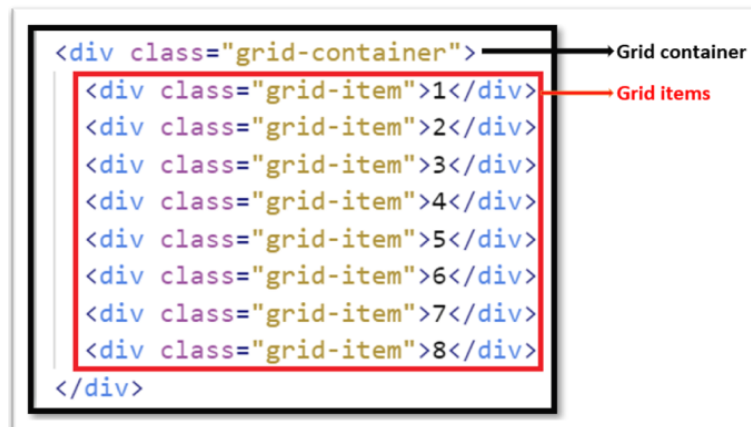 <div class="grid-container"> Grid container
<div class="grid-item">1</div> Grid items
<div class="grid-item">2</div>
<div class="grid-item">3</div>
<div class="grid-item">4</div>
<div class="grid-item">5</div>
<div class="grid-item">6</div>
<div class="grid-item">7</div>
<div class="grid-item">8</div>
</div>